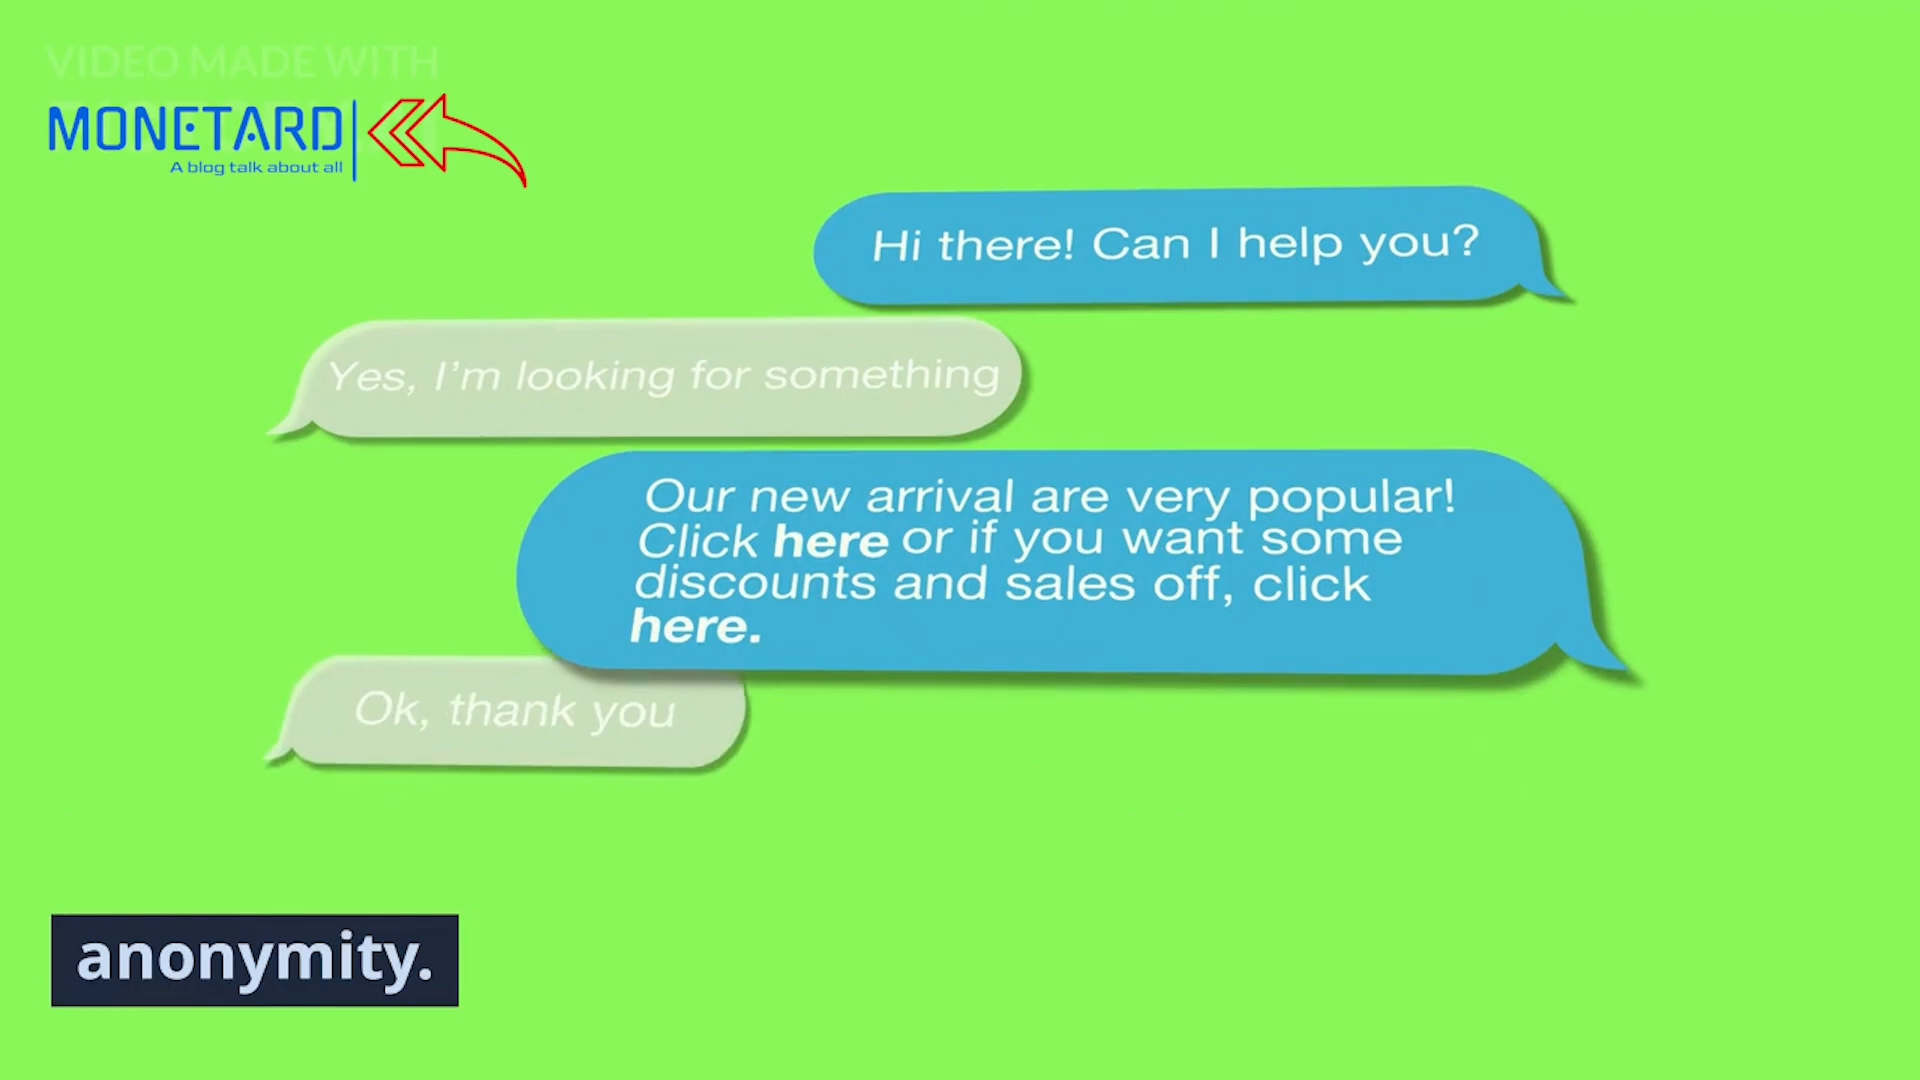 VIDEO MADE WITH
MONETARD
A blog talk about all
Hi there! Can I help you?
Yes, I'm looking for something
Our new arrival are very popular!
Click here or if you want some
discounts and sales off, click
here.
Ok, thank you
anonymity.